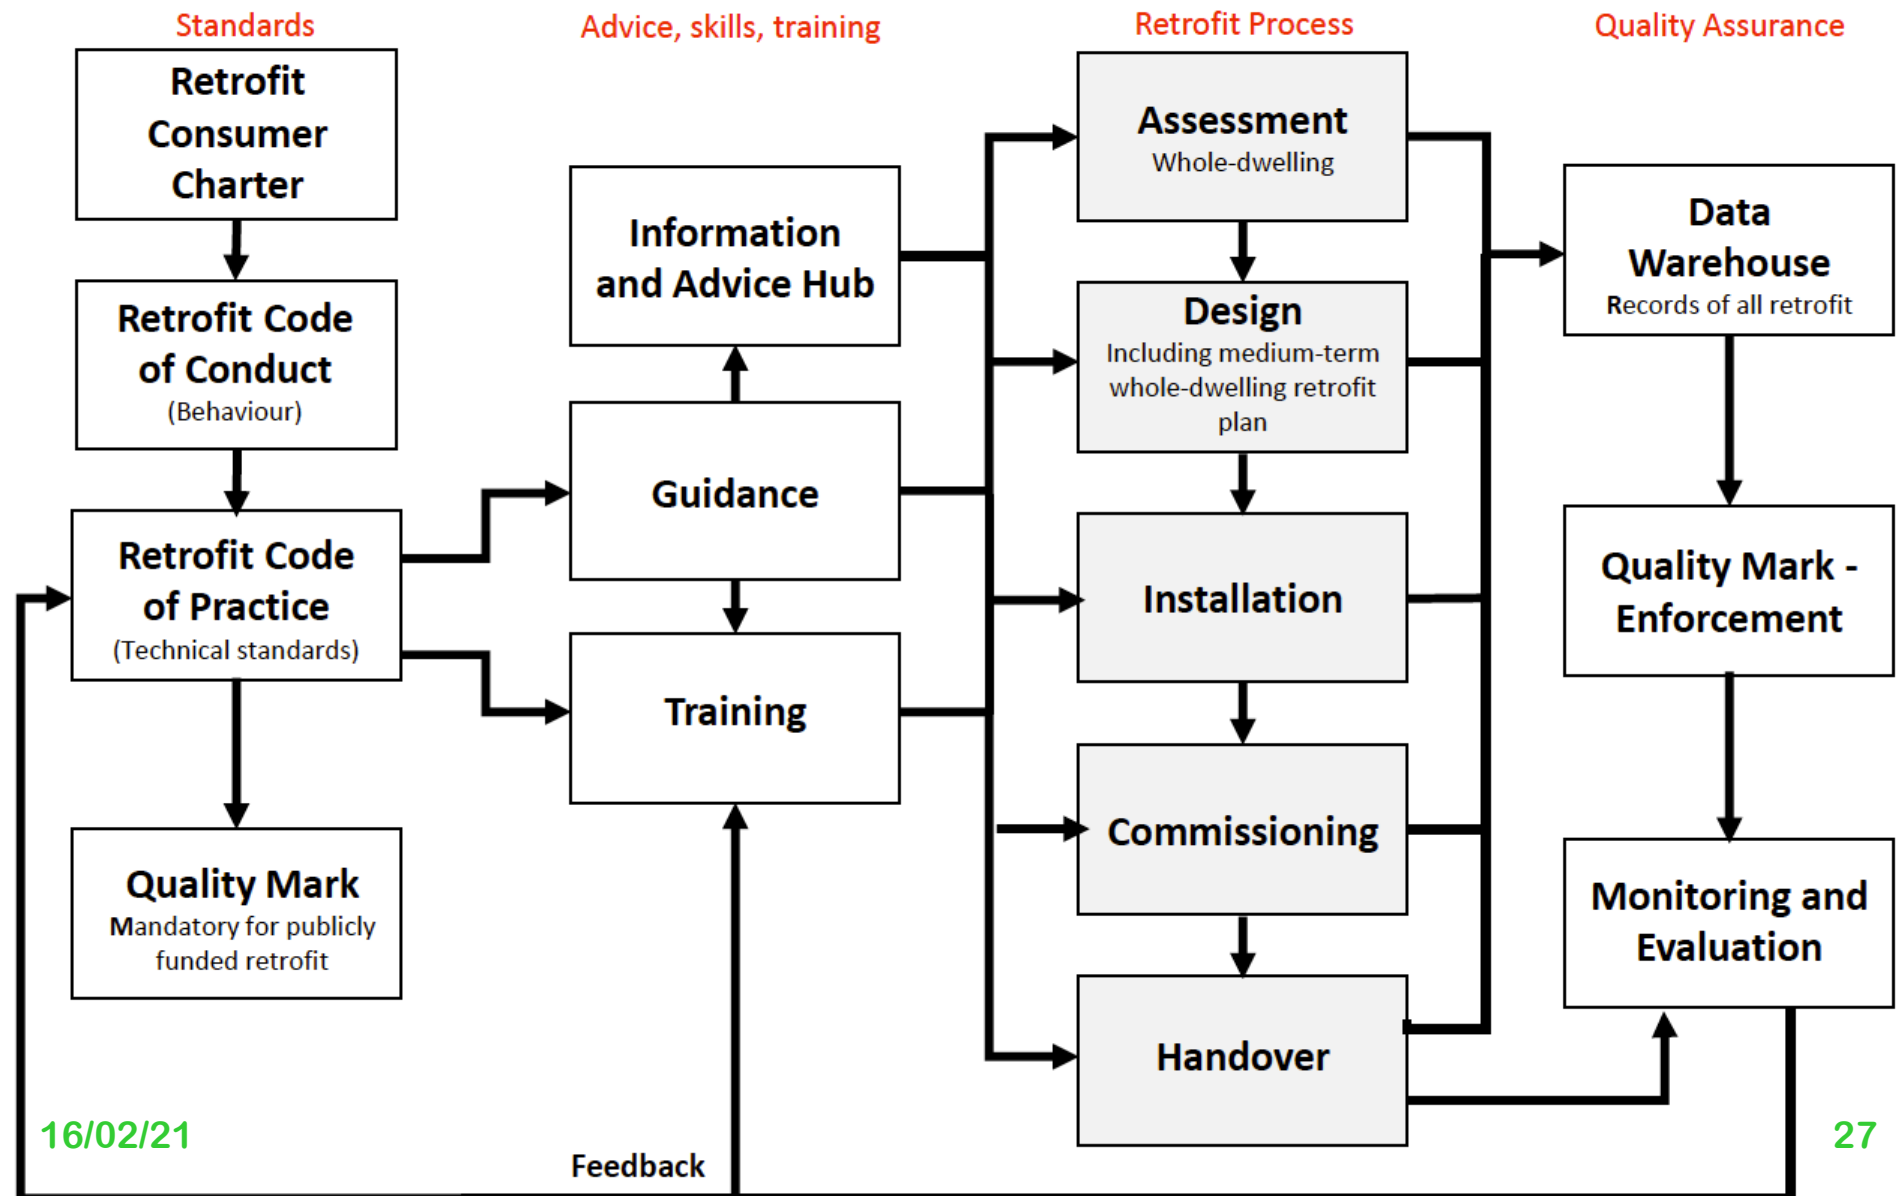 Standards
Retrofit
Consumer
Charter
Retrofit Code
of Conduct
(Behaviour)
Retrofit Code
of Practice
(Technical standards)
Quality Mark
Mandatory for publicly
funded retrofit
Advice, skills, training
Information
and Advice Hub
Guidance
Training
Retrofit Process
Assessment
Whole-dwelling
Design
Including medium-term
whole-dwelling retrofit
plan
Installation
Commissioning
Handover
Quality Assurance
Data
Warehouse
Records of all retrofit
Quality Mark -
Enforcement
Monitoring and
Evaluation
16/02/21
Feedback
27